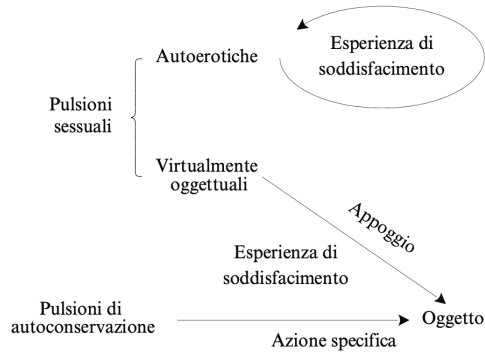 Esperienza di
soddisfacimento
Autoerotiche
Pulsioni
sessuali
Virtualmente
oggettuali
Appoggio
Esperienza di
soddisfacimento
Pulsioni di
autoconservazione
Oggetto
Azione specifica